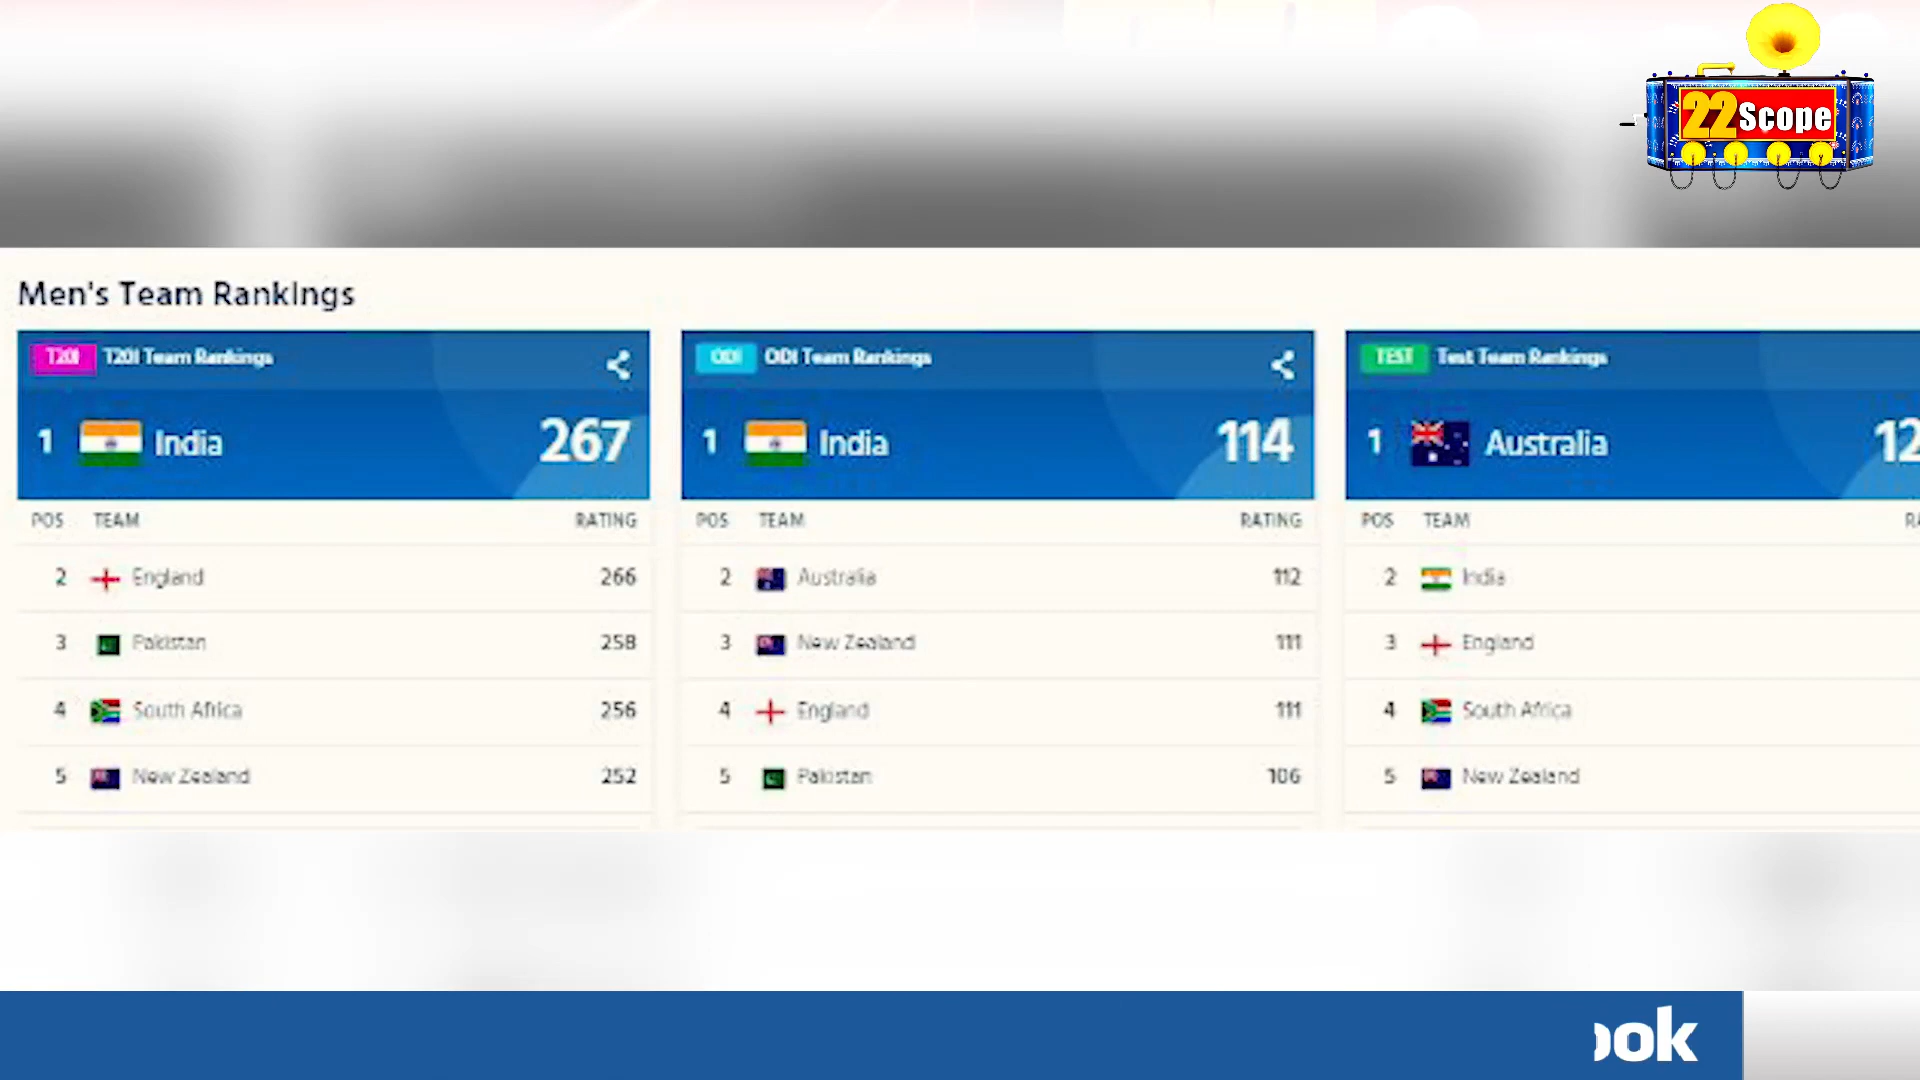 22Scope
Men's Team Rankings
T20I T20I Team Rankings
1 India 267
POS TEAM RATING
2 England 266
3 Pakistan 258
4 South Africa 256
5 New Zealand 252
ODI ODI Team Rankings
1 India 114
POS TEAM RATING
2 Australia 112
3 New Zealand 111
4 England 111
5 Pakistan 106
TEST Test Team Rankings
1 Australia 12
POS TEAM RA
2 India
3 England
4 South Africa
5 New Zealand
ok